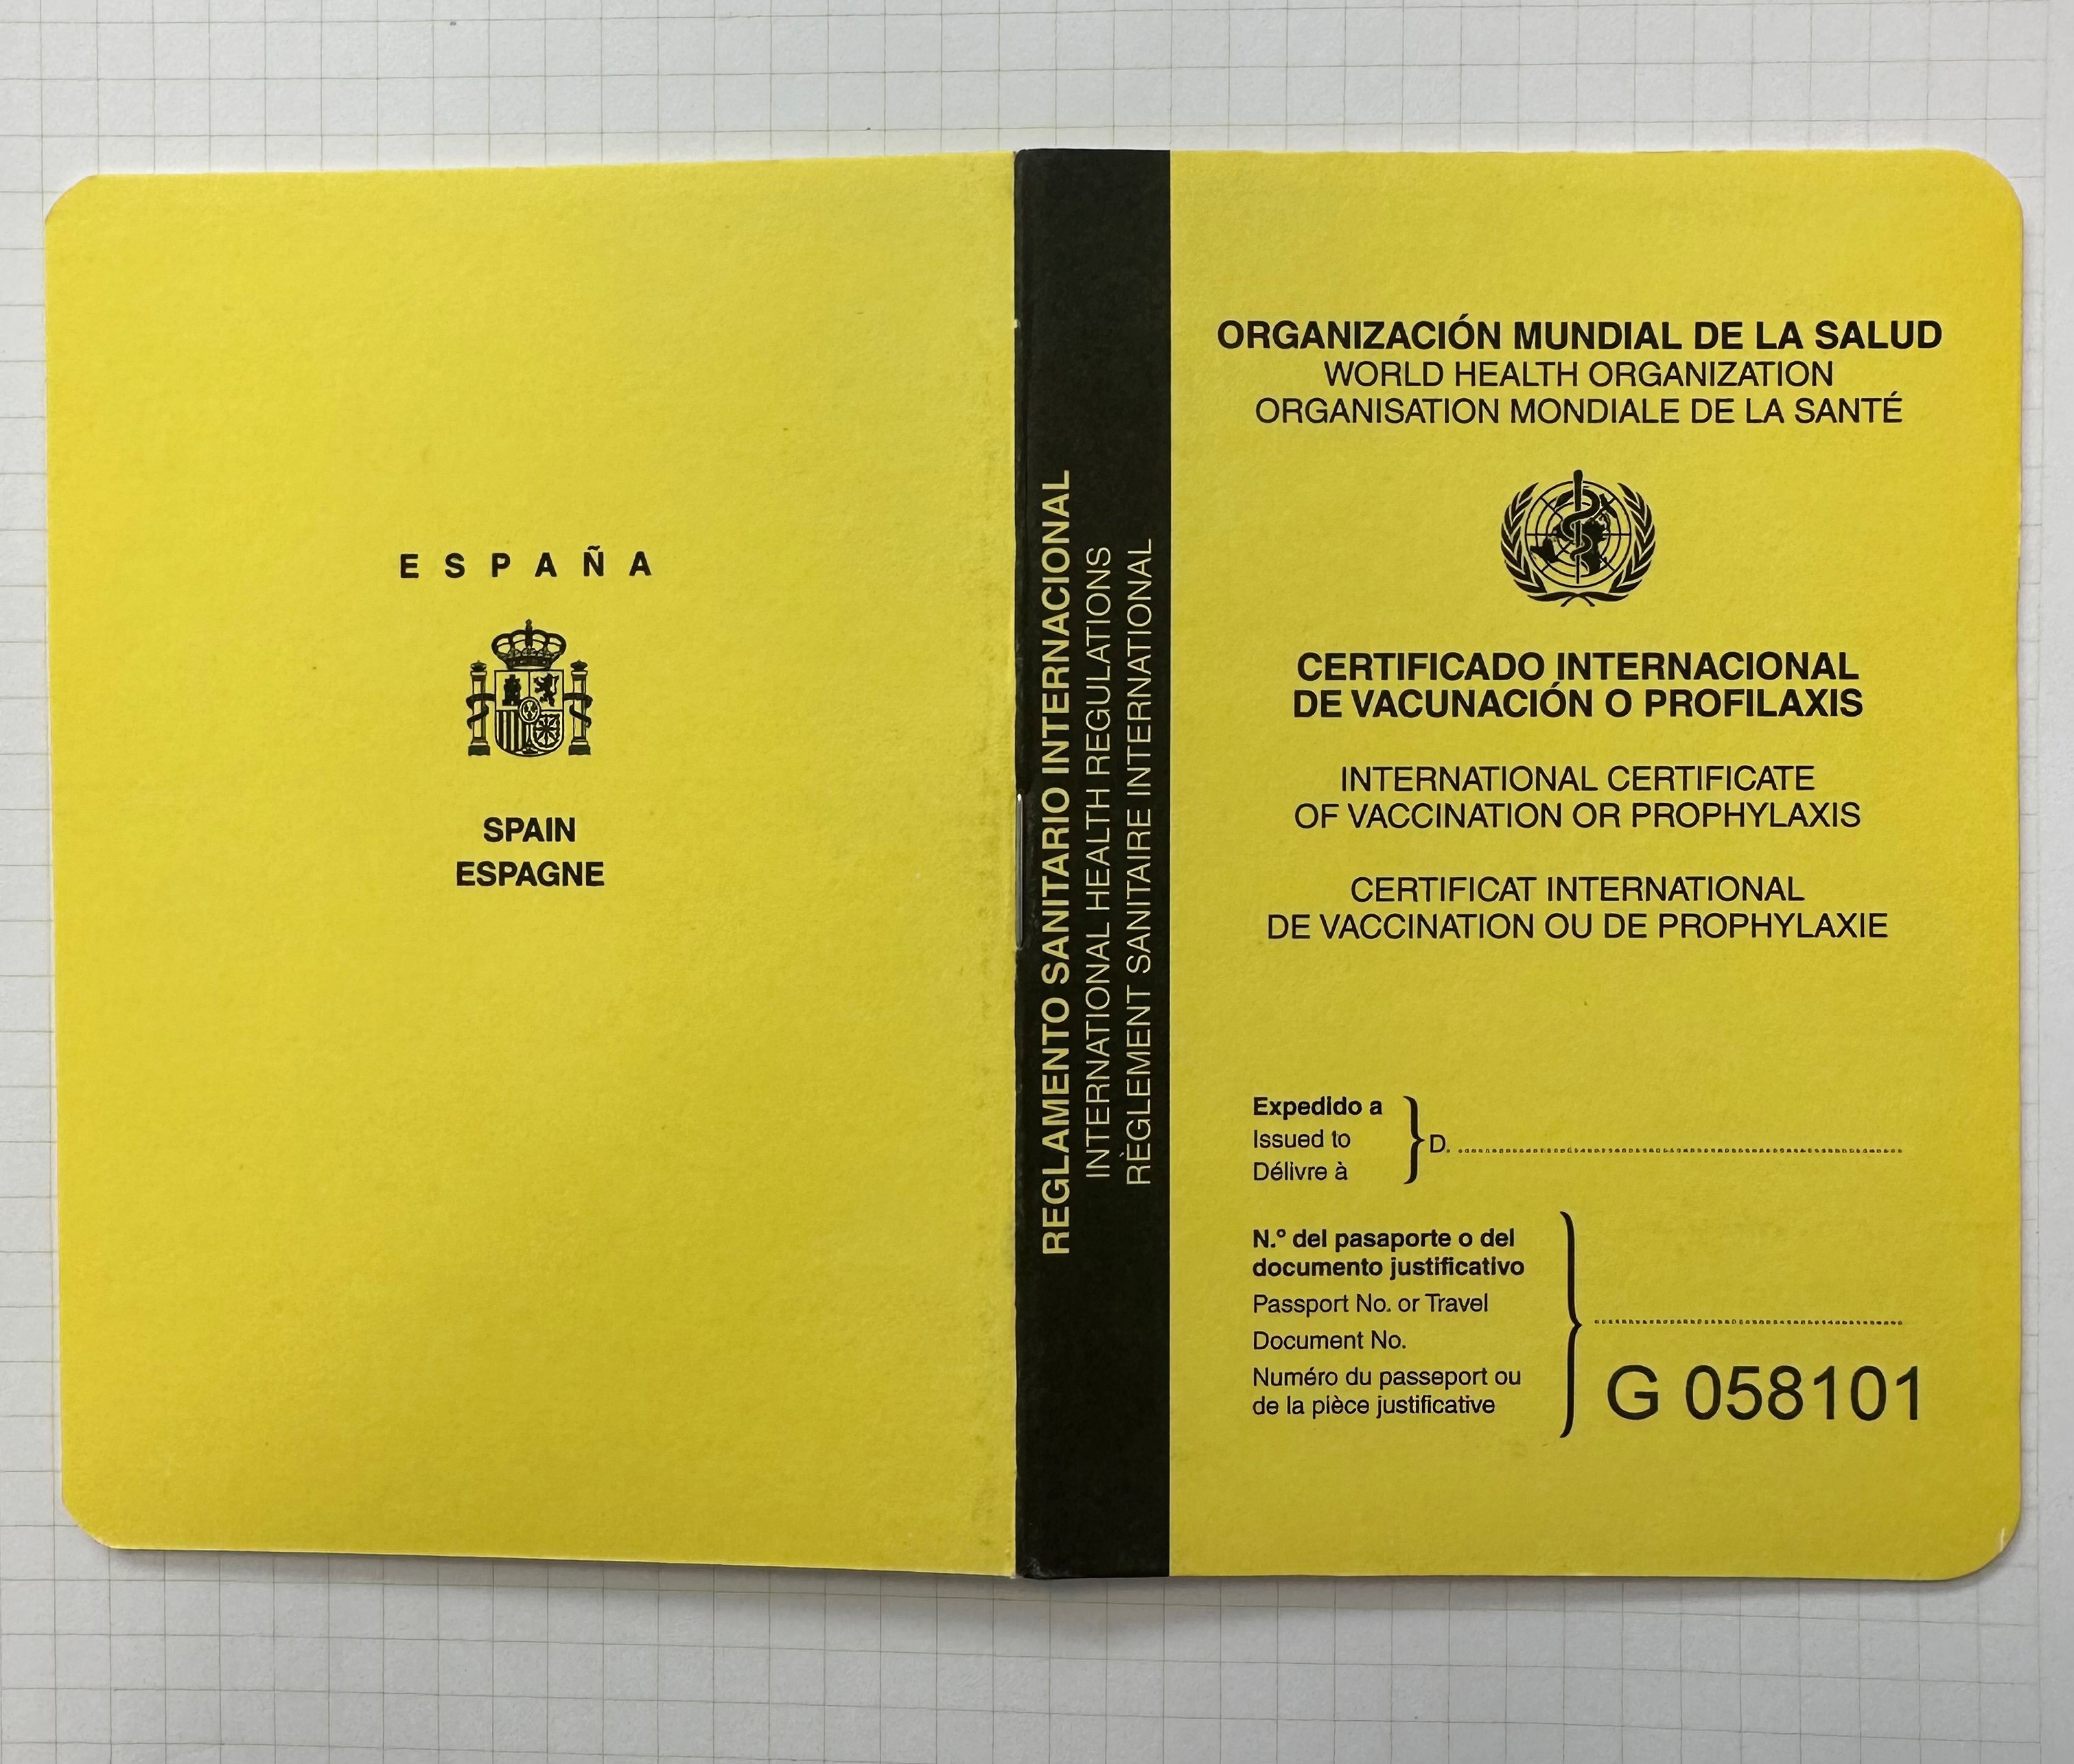 ESPAÑA
SPAIN
ESPAGNE
REGLAMENTO SANITARIO INTERNACIONAL
INTERNATIONAL HEALTH REGULATIONS
RÈGLEMENT SANITAIRE INTERNATIONAL
ORGANIZACIÓN MUNDIAL DE LA SALUD
WORLD HEALTH ORGANIZATION
ORGANISATION MONDIALE DE LA SANTÉ
CERTIFICADO INTERNACIONAL
DE VACUNACIÓN O PROFILAXIS
INTERNATIONAL CERTIFICATE
OF VACCINATION OR PROPHYLAXIS
CERTIFICAT INTERNATIONAL
DE VACCINATION OU DE PROPHYLAXIE
Expedido a
Issued to
Délivre à
D.
N.º del pasaporte o del
documento justificativo
Passport No. or Travel
Document No.
Numéro du passeport ou
de la pièce justificative
G 058101